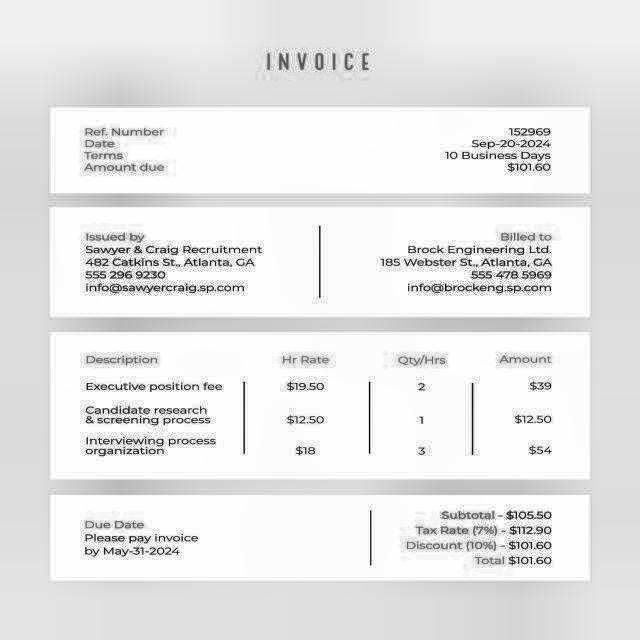 INVOICE
Ref. Number 152969
Date Sep-20-2024
Terms 10 Business Days
Amount due $101.60
Issued by
Sawyer & Craig Recruitment
482 Catkins St., Atlanta, GA
555 296 9230
info@sawyercraig.sp.com
Billed to
Brock Engineering Ltd.
185 Webster St., Atlanta, GA
555 478 5969
info@brockeng.sp.com
Description Hr Rate Qty/Hrs Amount
Executive position fee $19.50 2 $39
Candidate research
& screening process $12.50 1 $12.50
Interviewing process
organization $18 3 $54
Due Date
Please pay invoice
by May-31-2024
Subtotal - $105.50
Tax Rate (7%) - $112.90
Discount (10%) - $101.60
Total $101.60